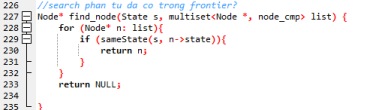 226 //search phan tu da co trong frontier?
227 Node* find_node(State s, multiset<Node *, node_cmp> list) {
228 for (Node* n: list){
229 if (sameState(s, n->state)){
230 return n;
231 }
232 }
233 return NULL;
234
235 }